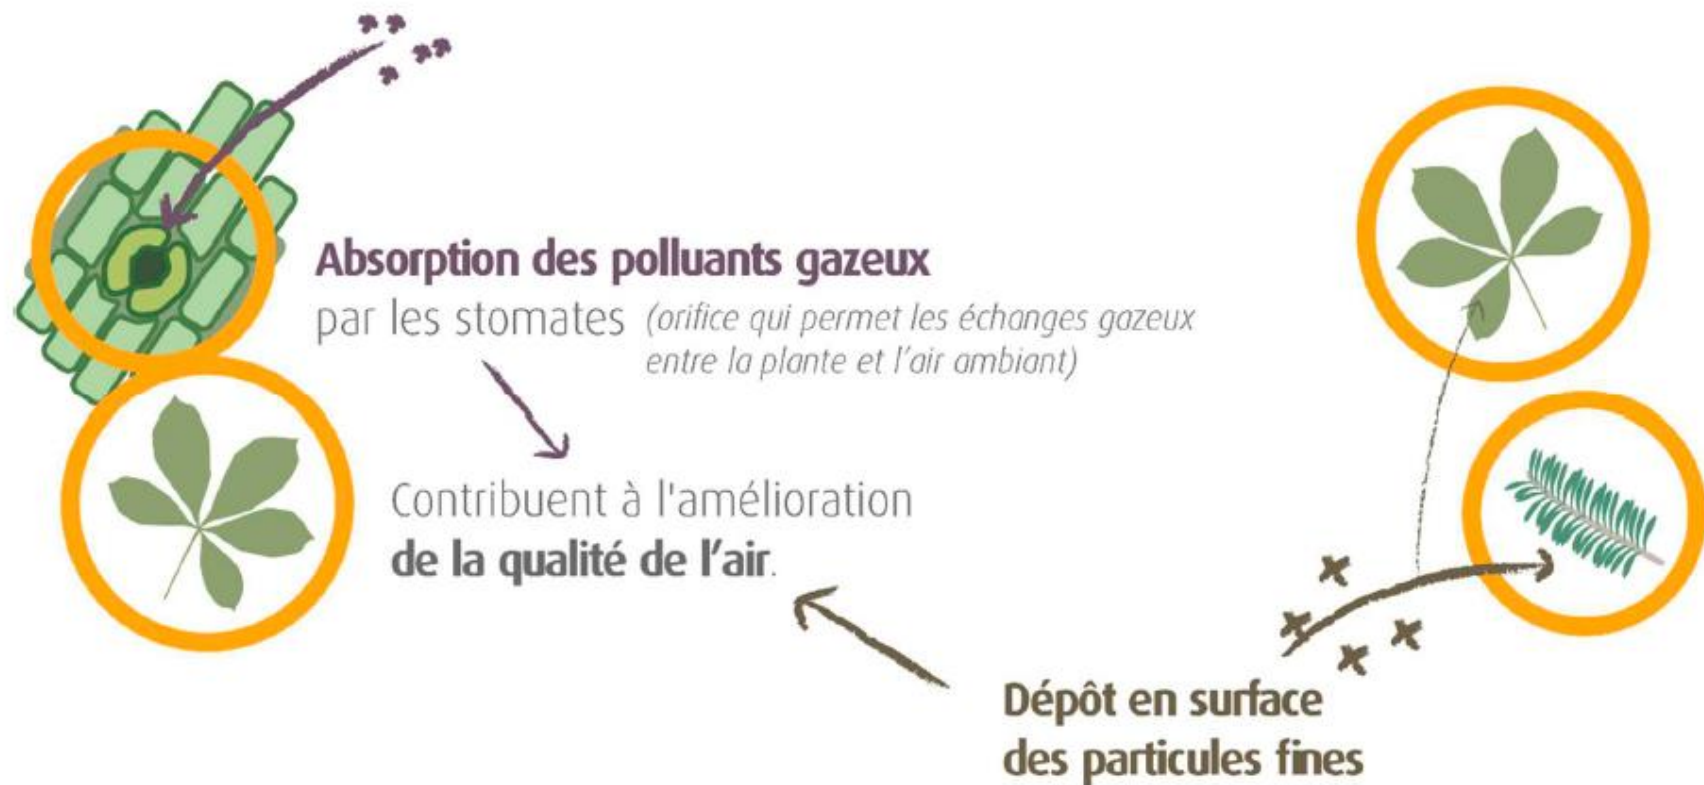 Absorption des polluants gazeux
par les stomates (orifice qui permet les échanges gazeux
entre la plante et l'air ambiant)
Contribuent à l'amélioration
de la qualité de l'air.
Dépôt en surface
des particules fines